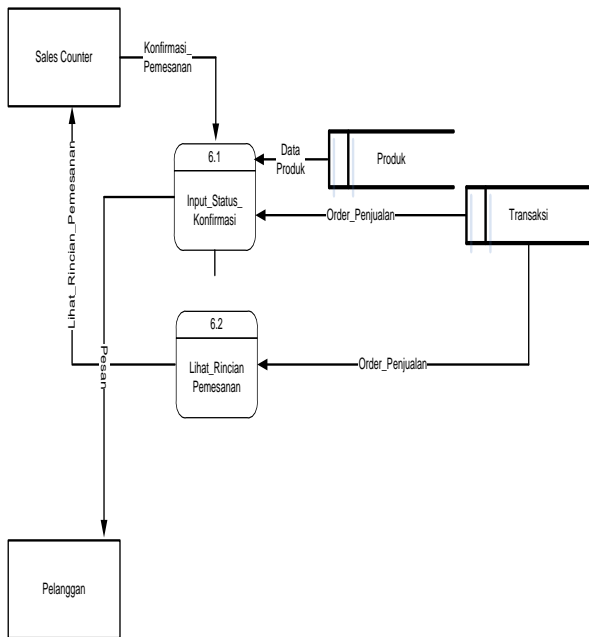 Sales Counter
Konfirmasi_
Pemesanan
6.1
Input_Status_
Konfirmasi
Data
Produk
Produk
Order_Penjualan
Transaksi
Lihat_Rincian_Pemesanan
Pesan
6.2
Lihat_Rincian
Pemesanan
Order_Penjualan
Pelanggan